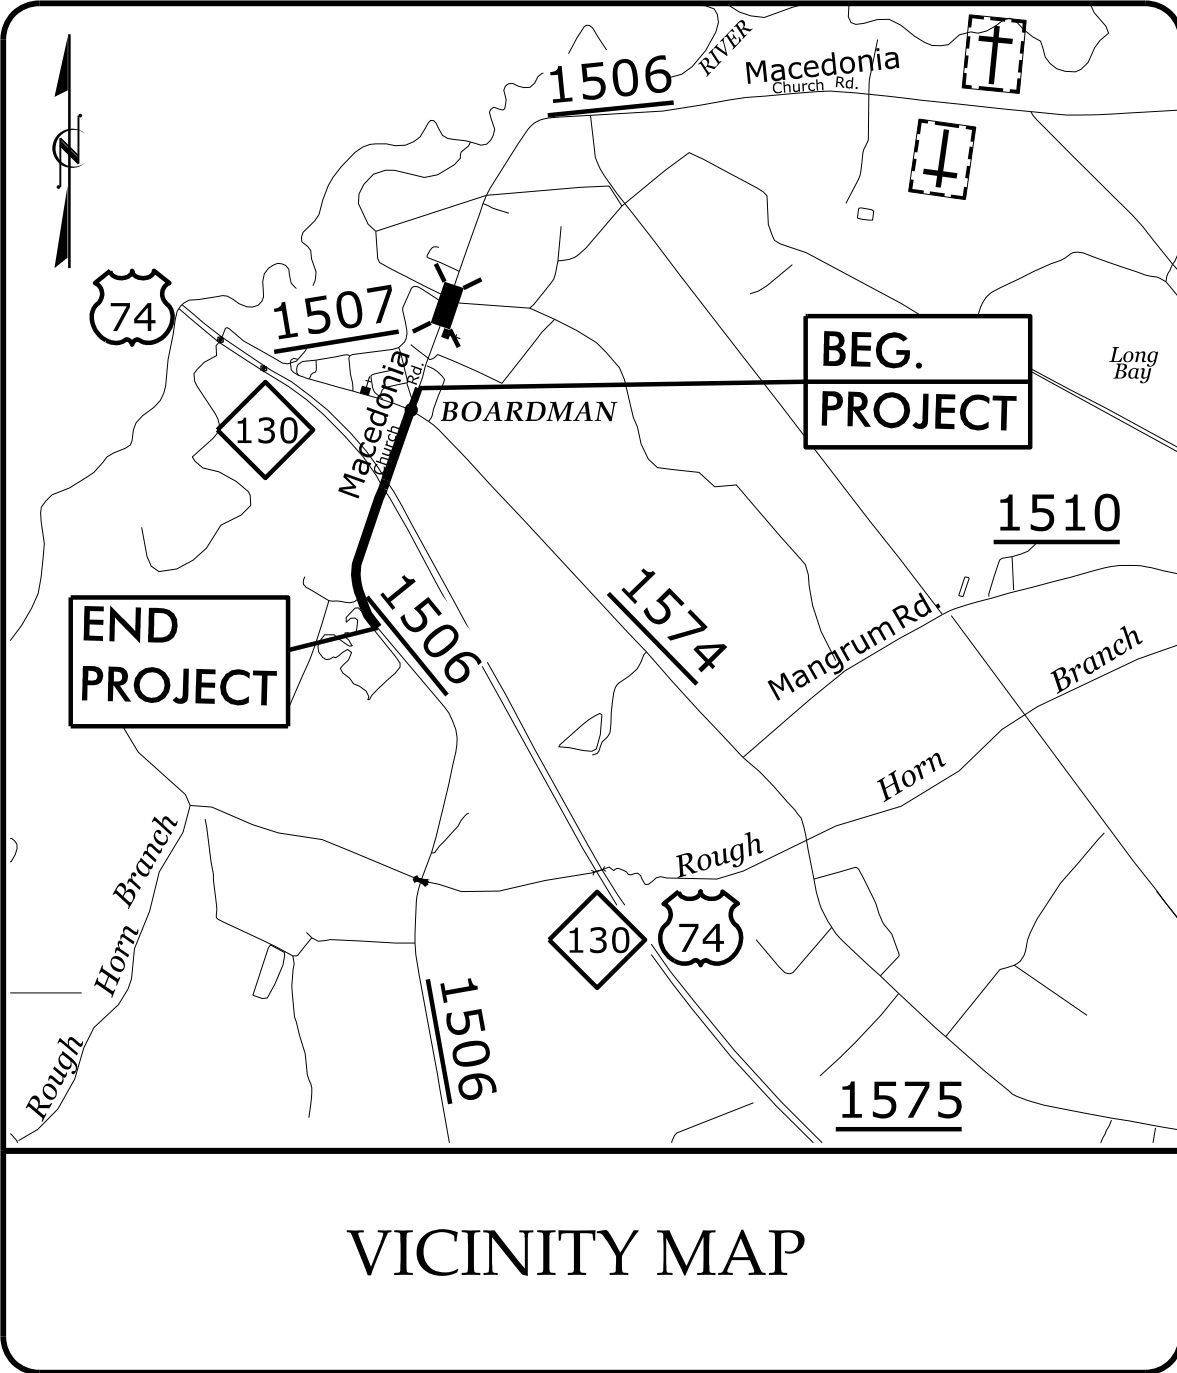 RIVER
1506
Macedonia
Church Rd.
N
74
1507
BEG.
PROJECT
Long
Bay
Macedonia
Church Rd.
BOARDMAN
130
1510
END
PROJECT
1506
1574
Mangrum Rd.
Branch
Horn
Rough
Branch
Horn
Rough
130
74
1506
1575
VICINITY MAP